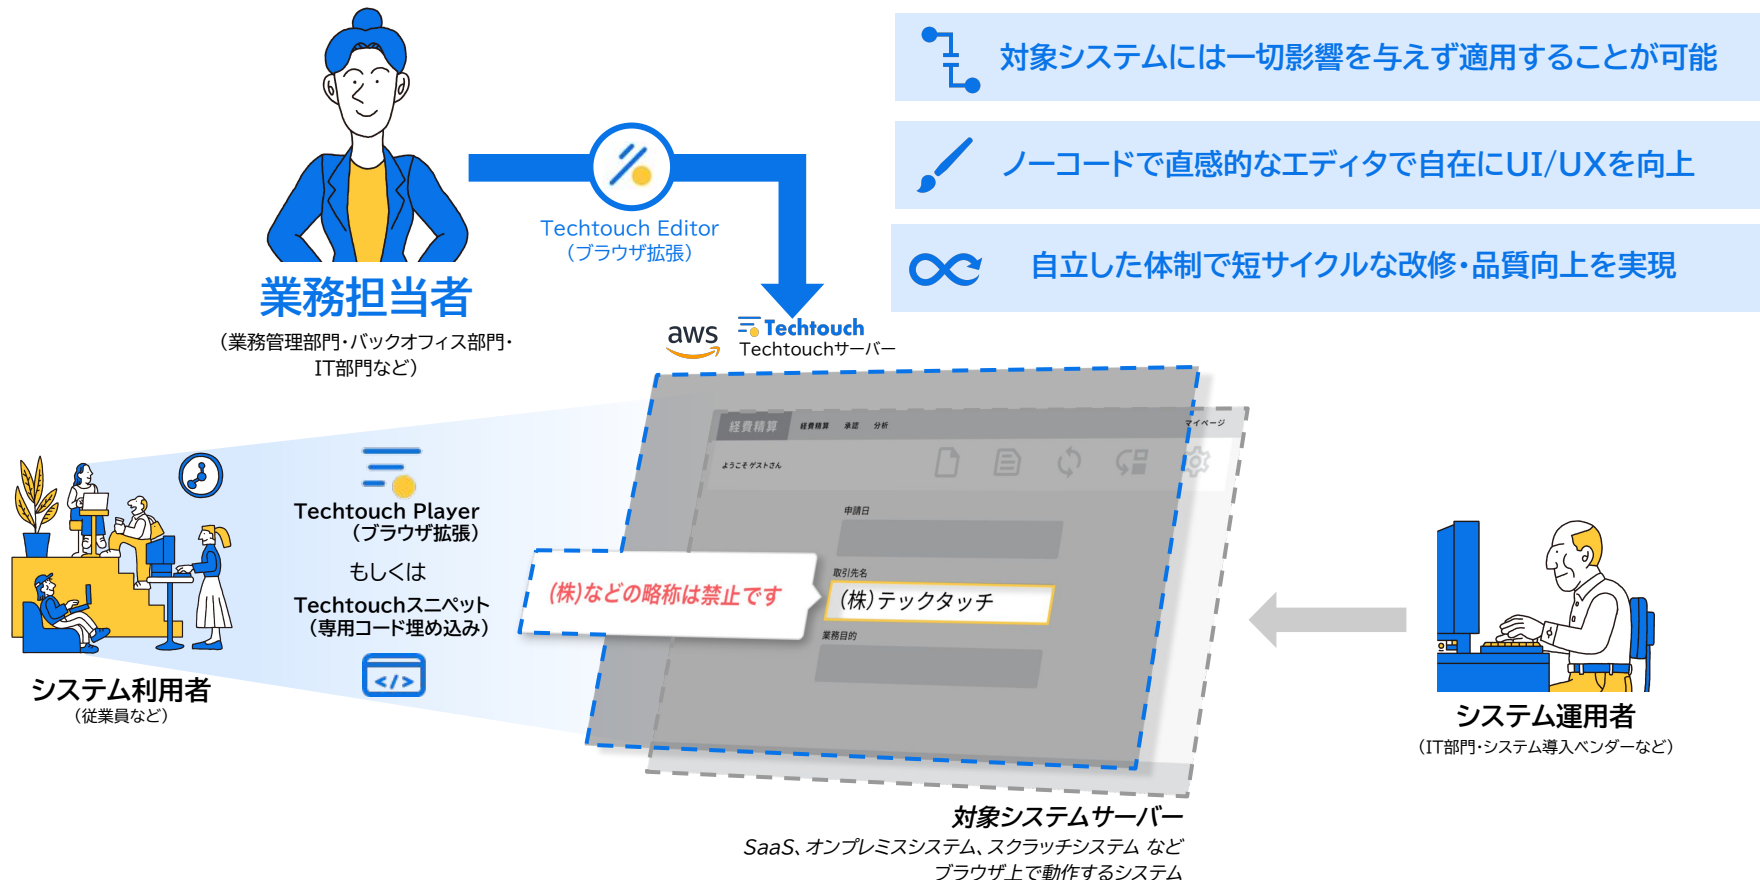 対象システムには一切影響を与えず適用することが可能
ノーコードで直感的なエディタで自在にUI/UXを向上
自立した体制で短サイクルな改修・品質向上を実現
Techtouch Editor
(ブラウザ拡張)
業務担当者
(業務管理部門・バックオフィス部門・
IT部門など)
aws
Techtouch
Techtouchサーバー
経費精算
経費精算 承認 分析
マイページ
ようこそ ゲストさん
申請日
取引先名
(株)テックタッチ
業務目的
(株)などの略称は禁止です
Techtouch Player
(ブラウザ拡張)
もしくは
Techtouchスニペット
(専用コード埋め込み)
</>
システム利用者
(従業員など)
システム運用者
(IT部門・システム導入ベンダーなど)
対象システムサーバー
SaaS、オンプレミスシステム、スクラッチシステム など
ブラウザ上で動作するシステム